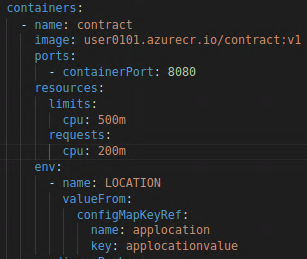 containers:
- name: contract
image: user0101.azurecr.io/contract:v1
ports:
- containerPort: 8080
resources:
limits:
cpu: 500m
requests:
cpu: 200m
env:
- name: LOCATION
valueFrom:
configMapKeyRef:
name: applocation
key: applocationvalue